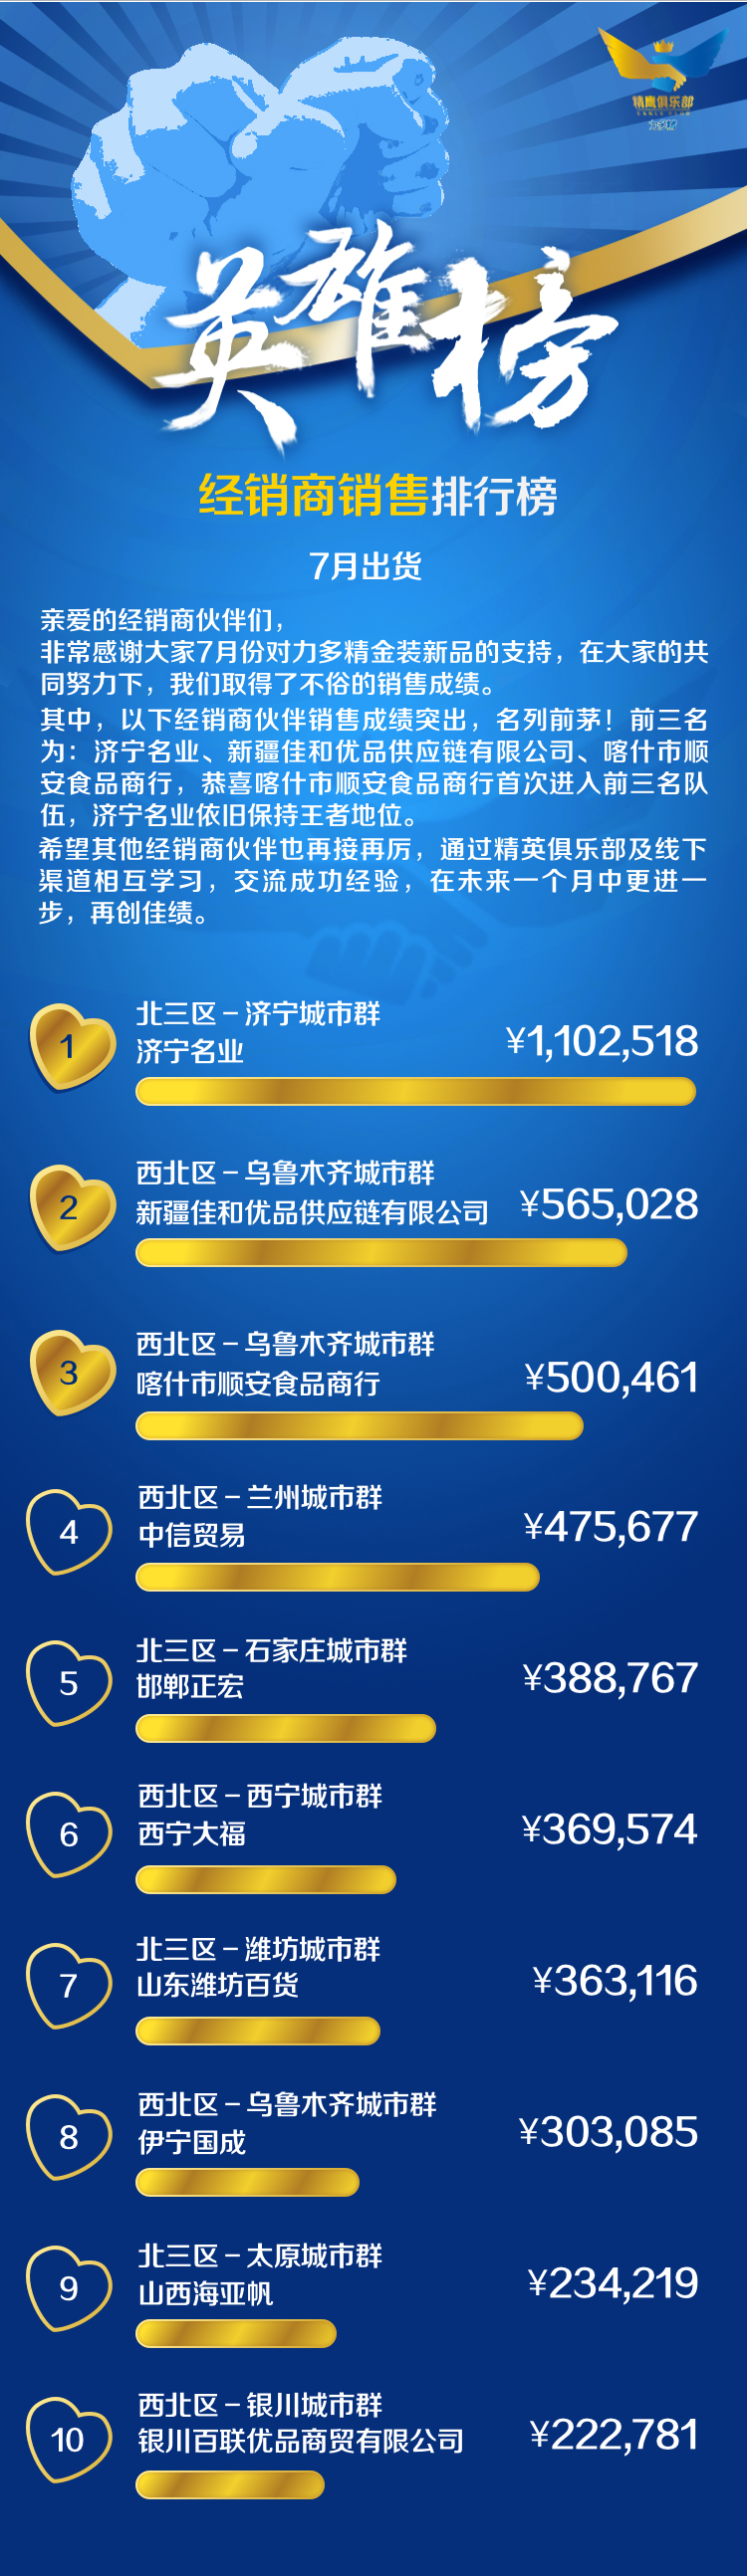 精鹰俱乐部
EAGLE CLUB
力多精
英雄榜
经销商销售排行榜
7月出货
亲爱的经销商伙伴们，
非常感谢大家7月份对力多精金装新品的支持，在大家的共
同努力下，我们取得了不俗的销售成绩。
其中，以下经销商伙伴销售成绩突出，名列前茅！前三名
为：济宁名业、新疆佳和优品供应链有限公司、喀什市顺
安食品商行，恭喜喀什市顺安食品商行首次进入前三名队
伍，济宁名业依旧保持王者地位。
希望其他经销商伙伴也再接再厉，通过精英俱乐部及线下
渠道相互学习，交流成功经验，在未来一个月中更进一
步，再创佳绩。
1
北三区－济宁城市群
济宁名业
¥1,102,518
2
西北区－乌鲁木齐城市群
新疆佳和优品供应链有限公司
¥565,028
3
西北区－乌鲁木齐城市群
喀什市顺安食品商行
¥500,461
4
西北区－兰州城市群
中信贸易
¥475,677
5
北三区－石家庄城市群
邯郸正宏
¥388,767
6
西北区－西宁城市群
西宁大福
¥369,574
7
北三区－潍坊城市群
山东潍坊百货
¥363,116
8
西北区－乌鲁木齐城市群
伊宁国成
¥303,085
9
北三区－太原城市群
山西海亚帆
¥234,219
10
西北区－银川城市群
银川百联优品商贸有限公司
¥222,781